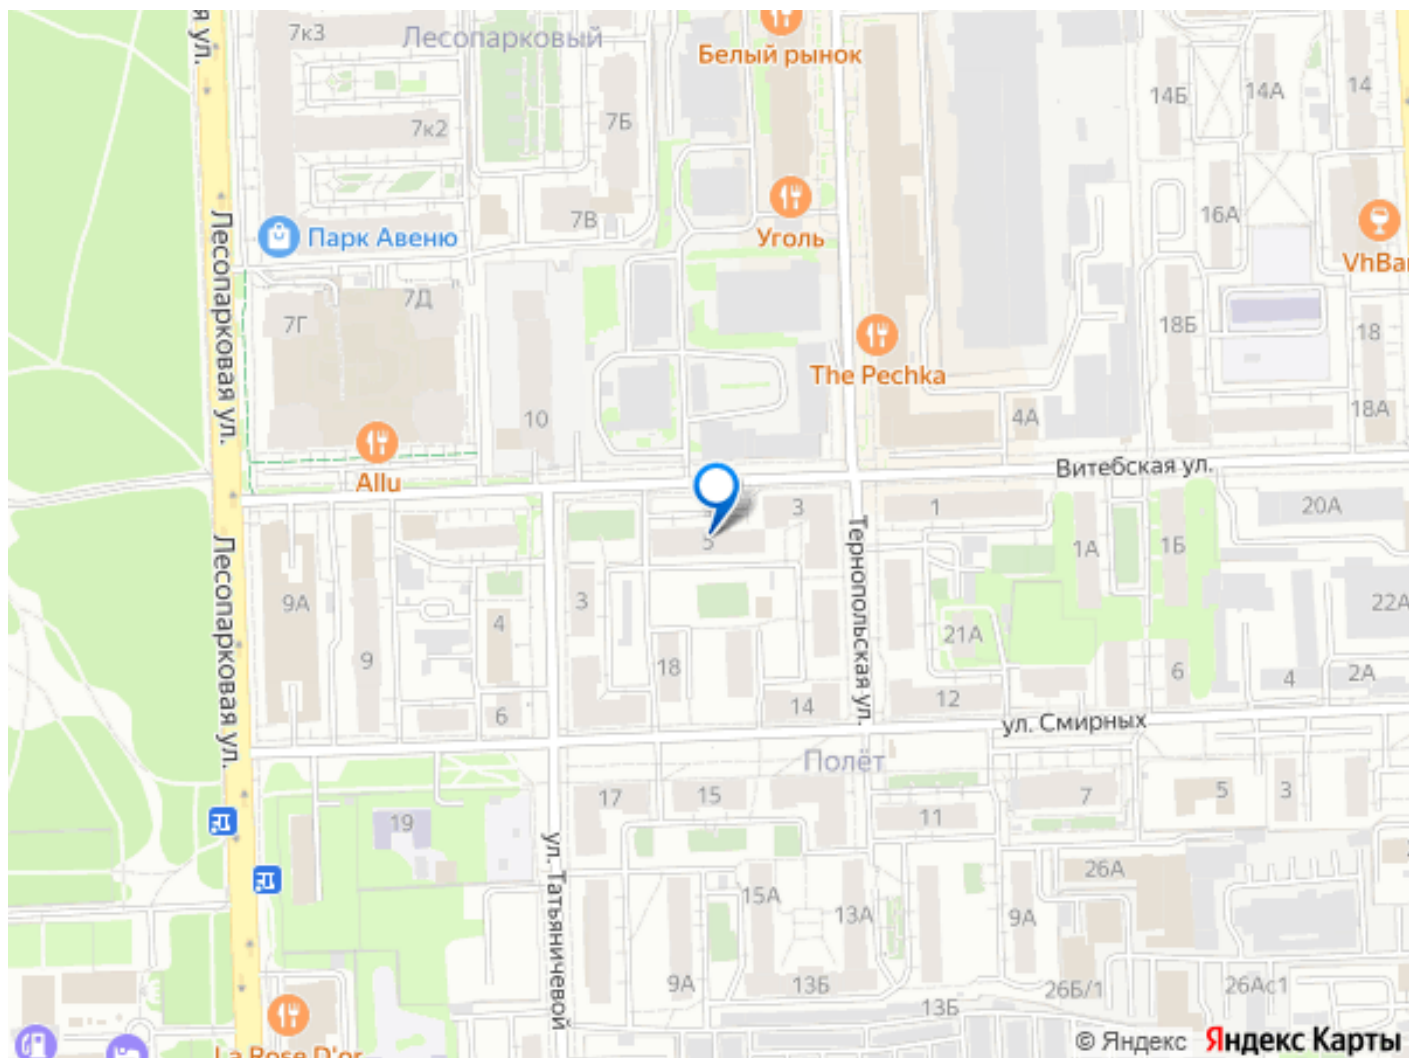 я ул.
7к3
Лесопарковый
Белый рынок
14Б
14А
14
7к2
7Б
16А
7В
Парк Авеню
Уголь
VhBar
Лесопарковая ул.
7Д
7Г
18Б
18
The Pechka
10
4А
18А
Allu
Витебская ул.
3
1
20А
5
Тернопольская ул.
1А
1Б
Лесопарковая ул.
9А
3
4
22А
21А
9
18
6
4
2А
6
14
12
ул. Смирных
Полёт
17
15
7
5
3
11
19
ул. Татьяничевой
26А
15А
13А
9А
9А
13Б
26Б/1
26Ас1
13Б
La Rose D'or
© Яндекс Яндекс Карты